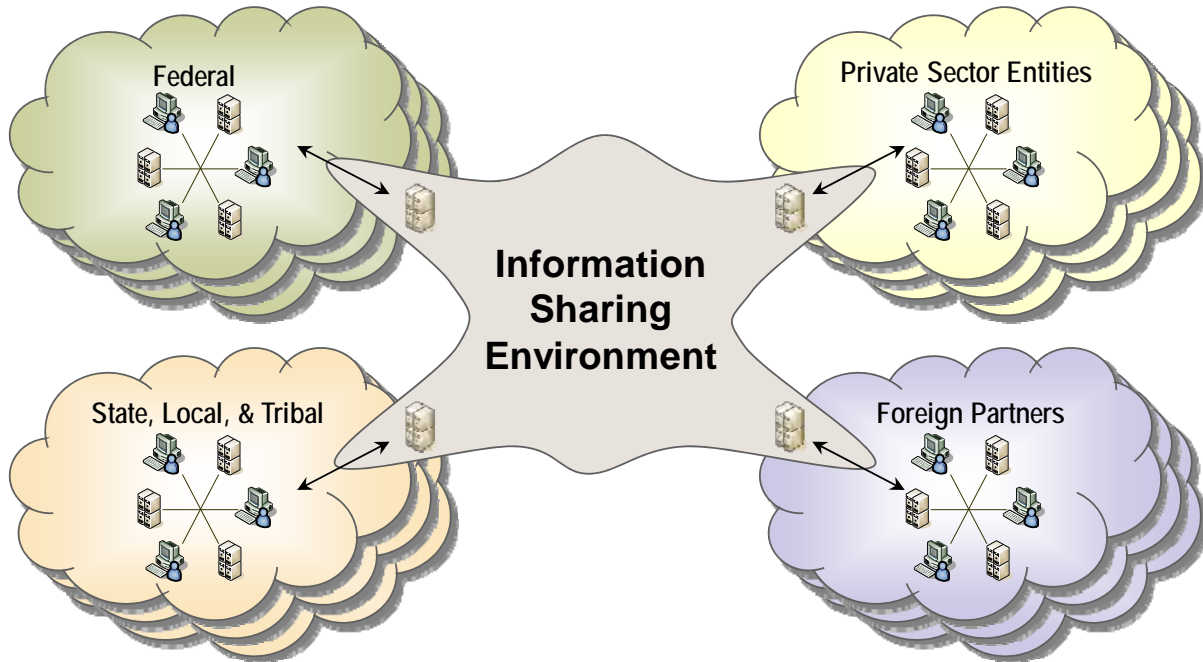 Federal
Private Sector Entities
Information
Sharing
Environment
State, Local, & Tribal
Foreign Partners